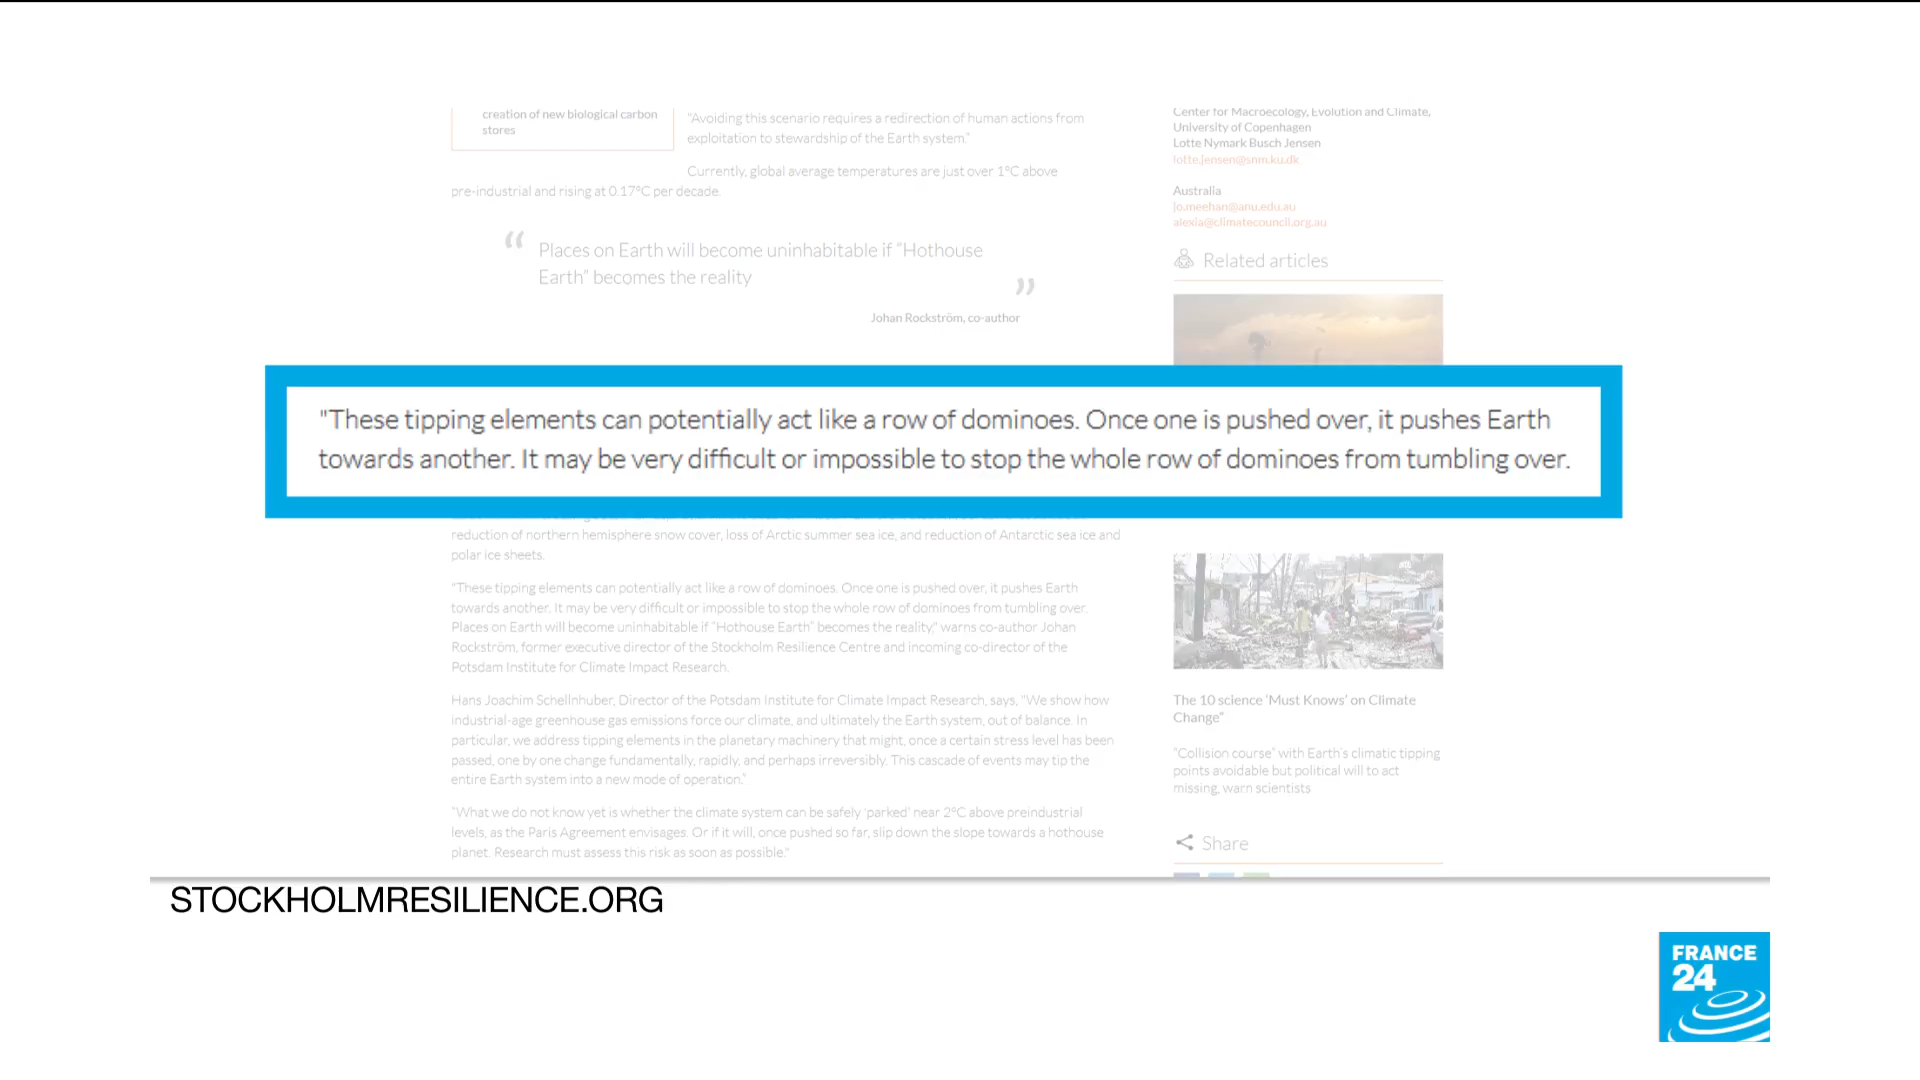 creation of new biological carbon
stores
"Avoiding this scenario requires a redirection of human actions from
exploitation to stewardship of the Earth system."
Currently, global average temperatures are just over 1°C above
pre-industrial and rising at 0.17°C per decade.
“ Places on Earth will become uninhabitable if “Hothouse
Earth” becomes the reality ”
Johan Rockström, co-author
Center for Macroecology, Evolution and Climate,
University of Copenhagen
Lotte Nymark Busch Jensen
lotte.jensen@snm.ku.dk
Australia
jo.meehan@anu.edu.au
alexia@climatecouncil.org.au
Related articles
"These tipping elements can potentially act like a row of dominoes. Once one is pushed over, it pushes Earth
towards another. It may be very difficult or impossible to stop the whole row of dominoes from tumbling over.
reduction of northern hemisphere snow cover, loss of Arctic summer sea ice, and reduction of Antarctic sea ice and
polar ice sheets.
"These tipping elements can potentially act like a row of dominoes. Once one is pushed over, it pushes Earth
towards another. It may be very difficult or impossible to stop the whole row of dominoes from tumbling over.
Places on Earth will become uninhabitable if "Hothouse Earth" becomes the reality," warns co-author Johan
Rockström, former executive director of the Stockholm Resilience Centre and incoming co-director of the
Potsdam Institute for Climate Impact Research.
Hans Joachim Schellnhuber, Director of the Potsdam Institute for Climate Impact Research, says, "We show how
industrial-age greenhouse gas emissions force our climate, and ultimately the Earth system, out of balance. In
particular, we address tipping elements in the planetary machinery that might, once a certain stress level has been
passed, one by one change fundamentally, rapidly, and perhaps irreversibly. This cascade of events may tip the
entire Earth system into a new mode of operation."
"What we do not know yet is whether the climate system can be safely 'parked' near 2°C above preindustrial
levels, as the Paris Agreement envisages. Or if it will, once pushed so far, slip down the slope towards a hothouse
planet. Research must assess this risk as soon as possible."
The 10 science ‘Must Knows’ on Climate
Change”
“Collision course” with Earth’s climatic tipping
points avoidable but political will to act
missing, warn scientists
Share
STOCKHOLMRESILIENCE.ORG
FRANCE
24